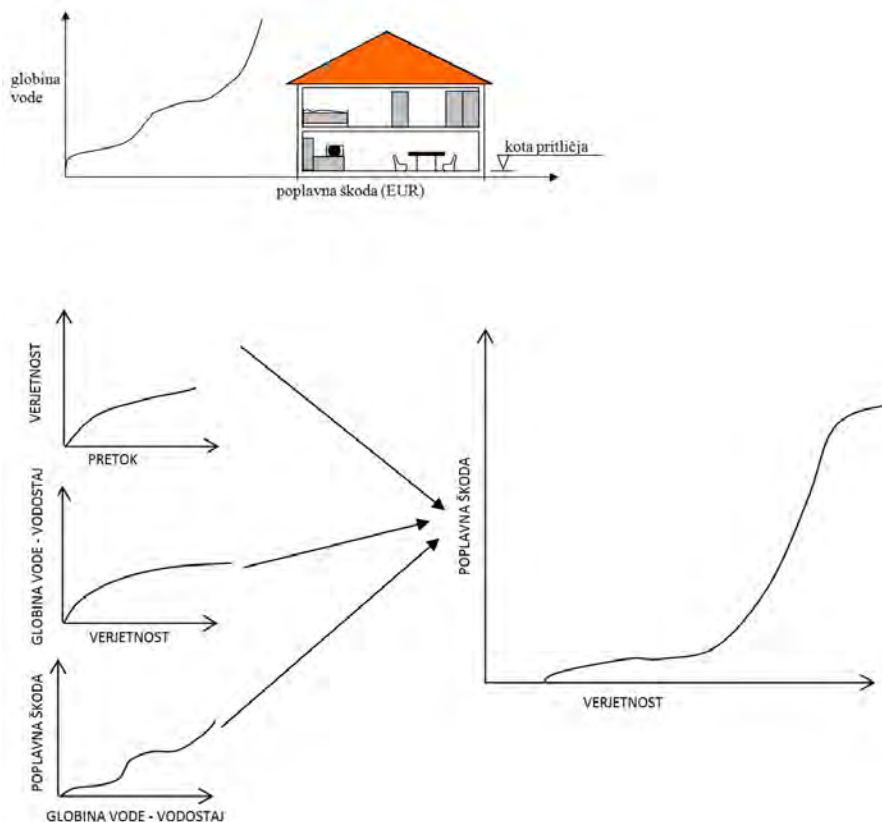 globina
vode
kota pritličja
poplavna škoda (EUR)
VERJETNOST
PRETOK
GLOBINA VODE - VODOSTAJ
VERJETNOST
POPLAVNA ŠKODA
GLOBINA VODE - VODOSTAJ
POPLAVNA ŠKODA
VERJETNOST